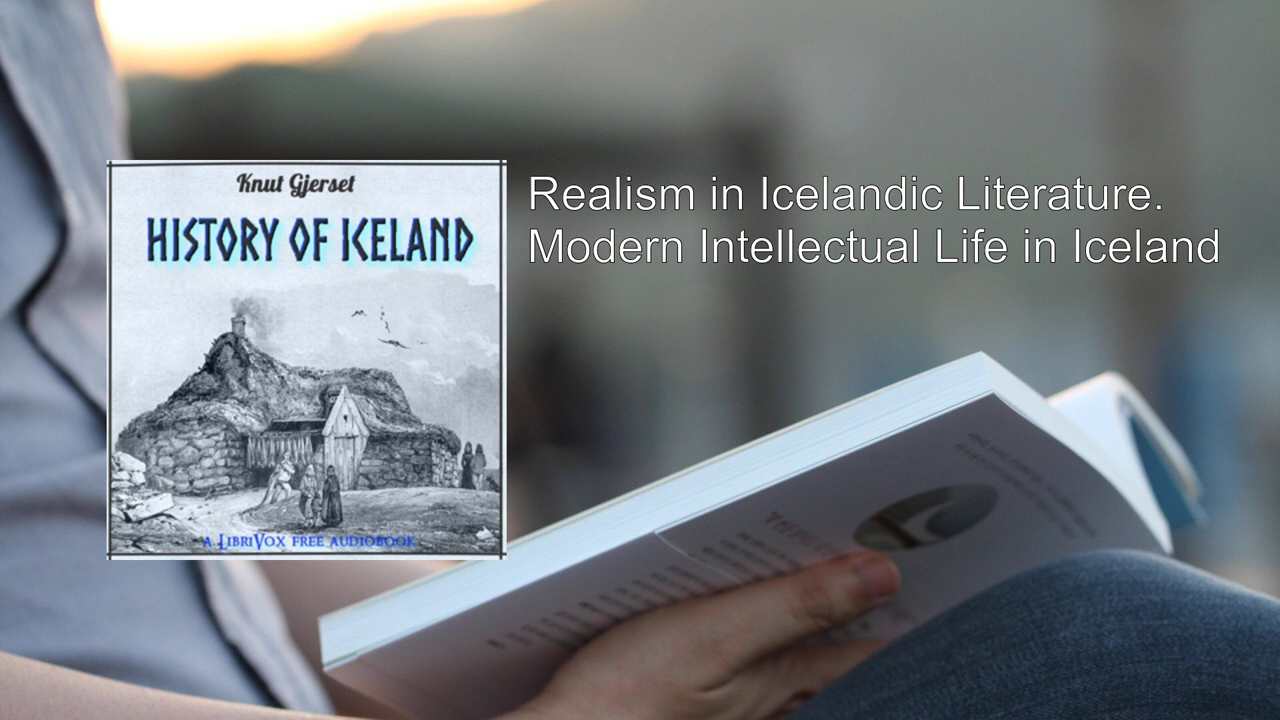 Knut Gjerset
HISTORY OF ICELAND
A LIBRIVOX FREE AUDIOBOOK
Realism in Icelandic Literature.
Modern Intellectual Life in Iceland